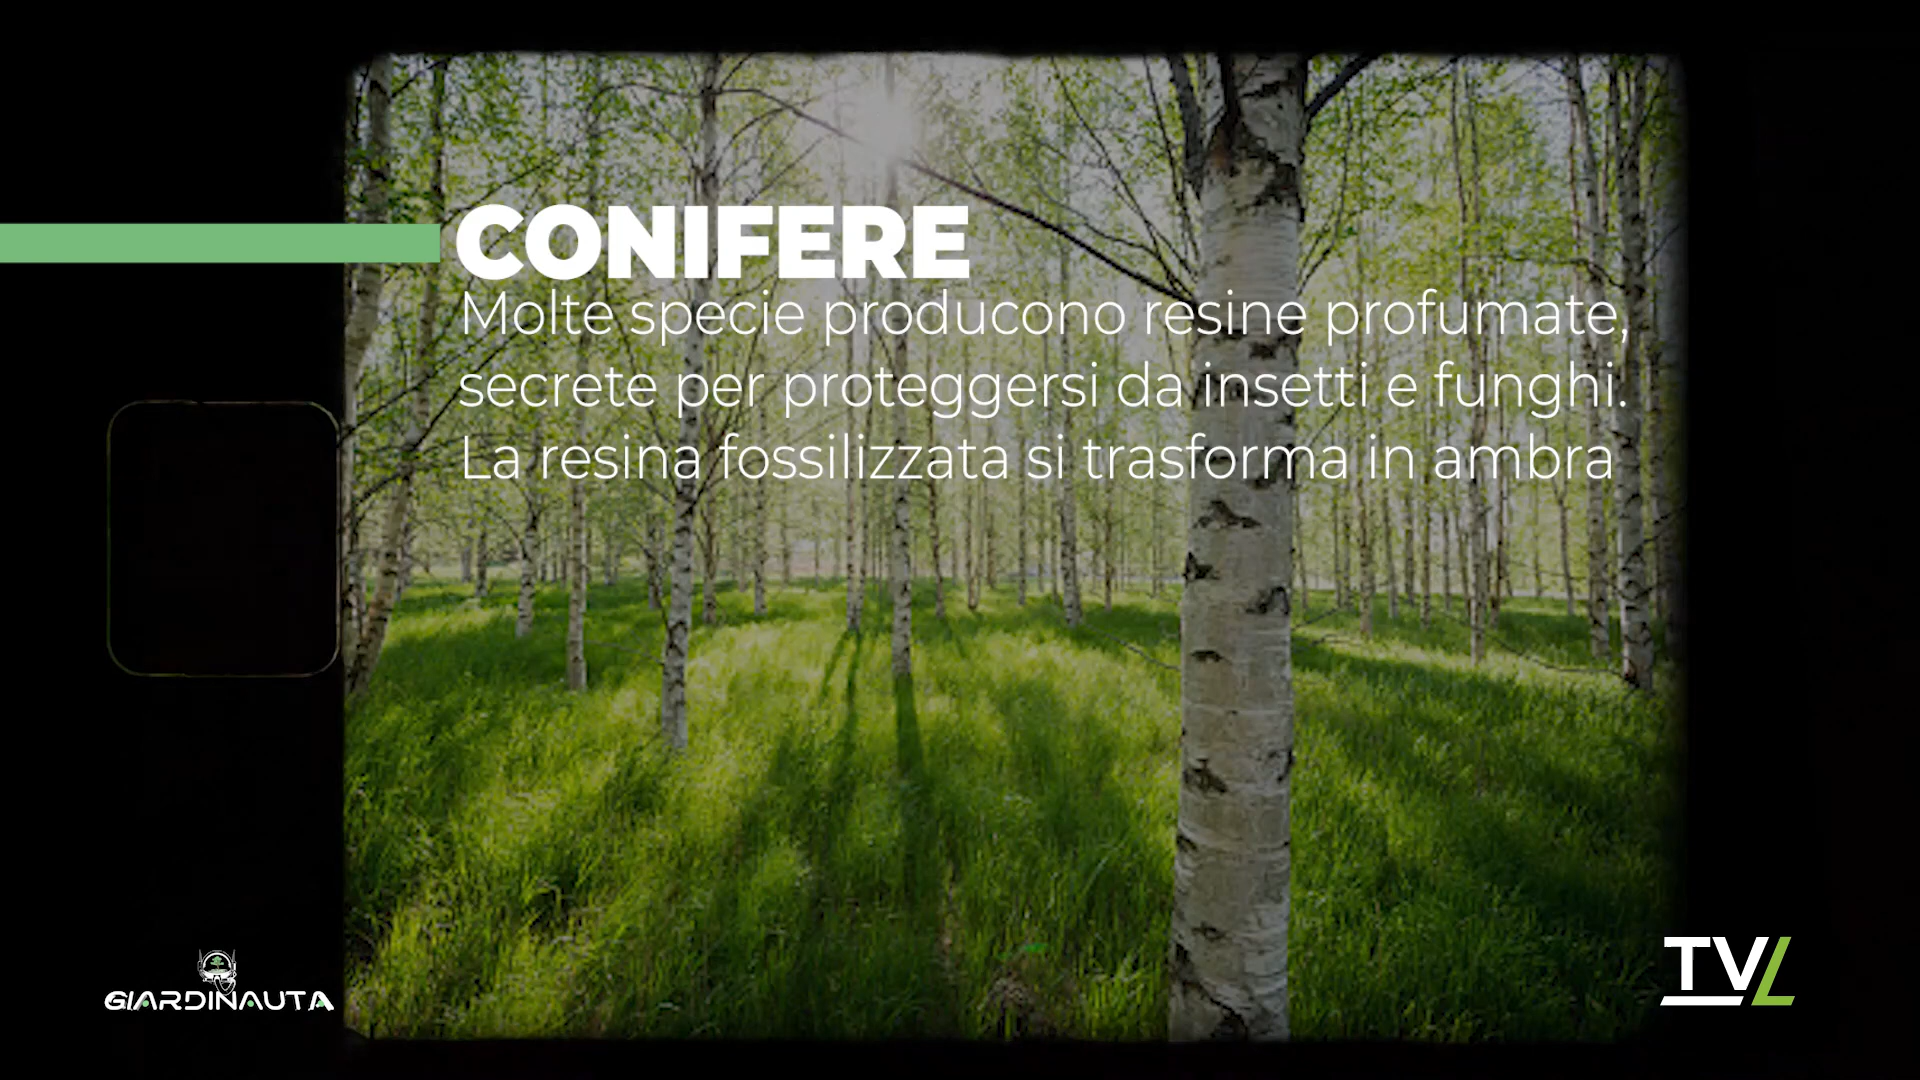 CONIFERE
Molte specie producono resine profumate,
secrete per proteggersi da insetti e funghi.
La resina fossilizzata si trasforma in ambra
GIARDINAUTA
TVL